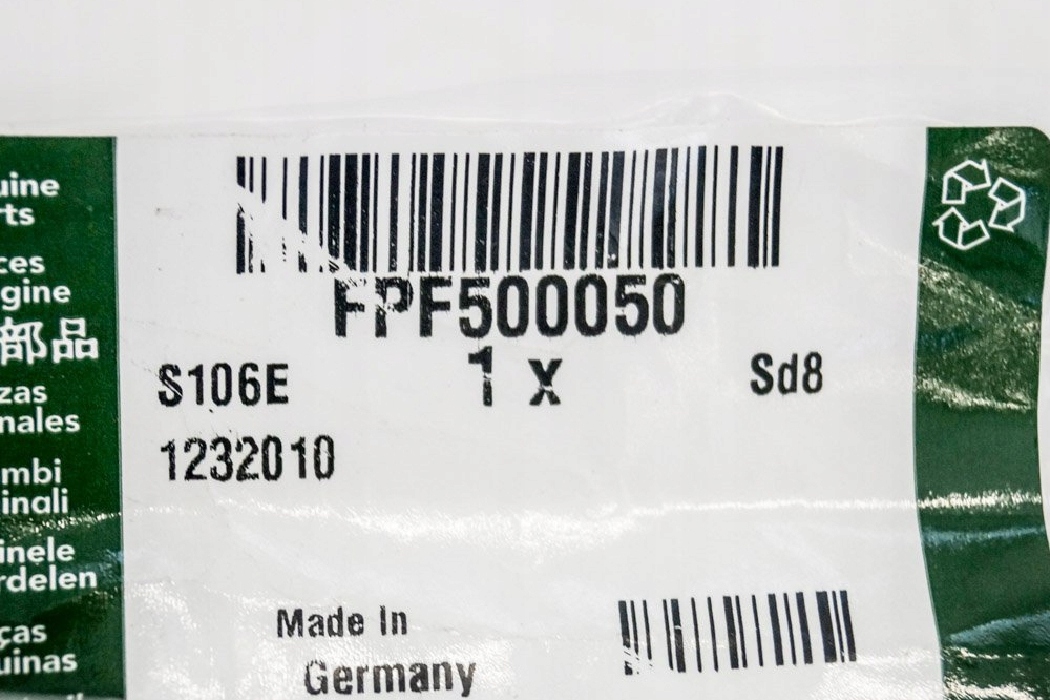 uine
rts
ces
gine
部品
zas
nales
mbi
inali
inele
rdelen
ças
uinas
FPF500050
S106E 1 x Sd8
1232010
Made In
Germany